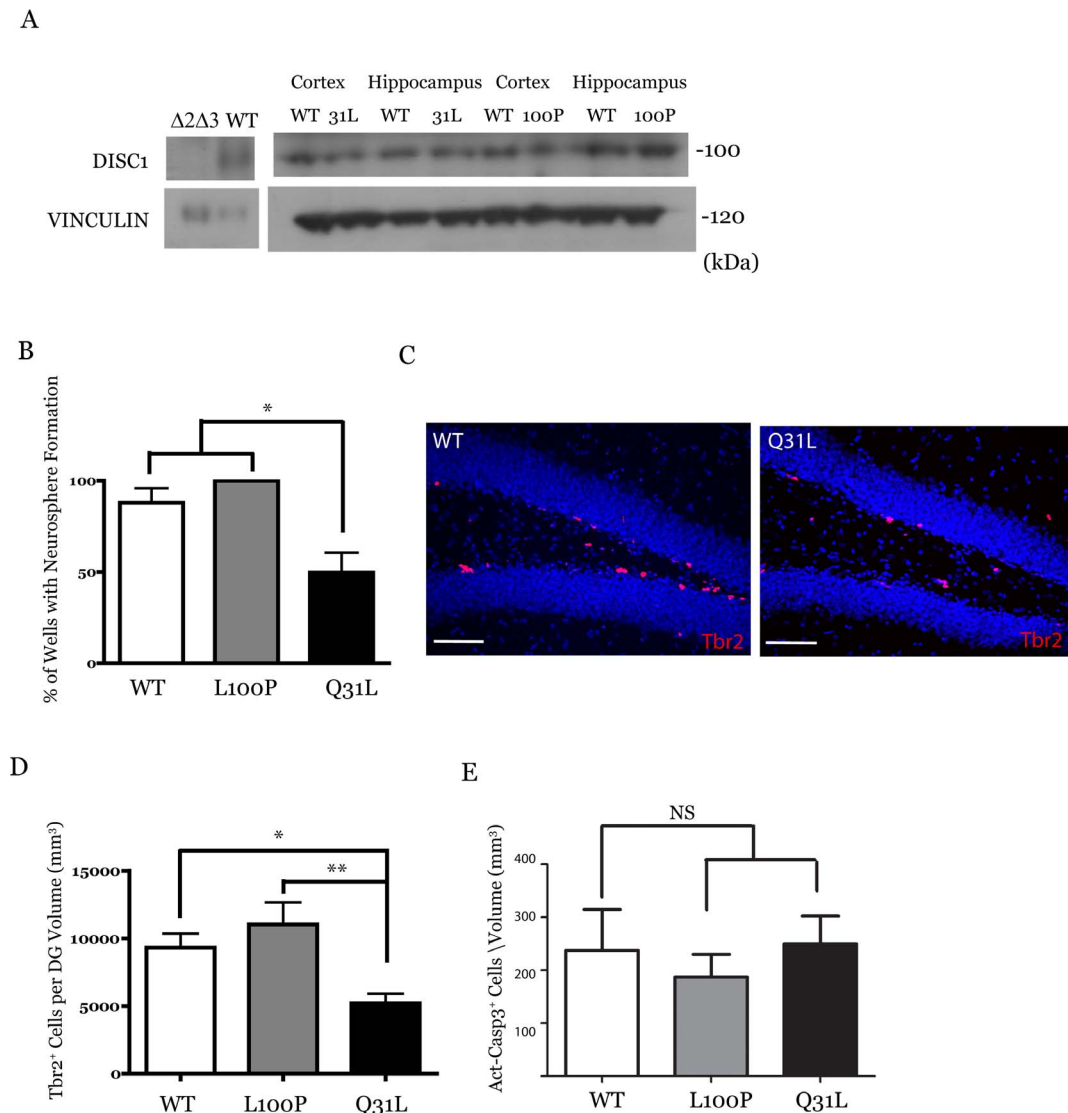 A
Cortex Hippocampus Cortex Hippocampus
Δ2Δ3 WT WT 31L WT 31L WT 100P WT 100P
DISC1 -100
VINCULIN -120
(kDa)
B
% of Wells with Neurosphere Formation
*
100
50
0
WT L100P Q31L
C
WT Q31L
Tbr2 Tbr2
D
Tbr2⁺ Cells per DG Volume (mm³)
*
**
15000
10000
5000
0
WT L100P Q31L
E
Act-Casp3⁺ Cells \Volume (mm³)
NS
400
300
200
100
WT L100P Q31L